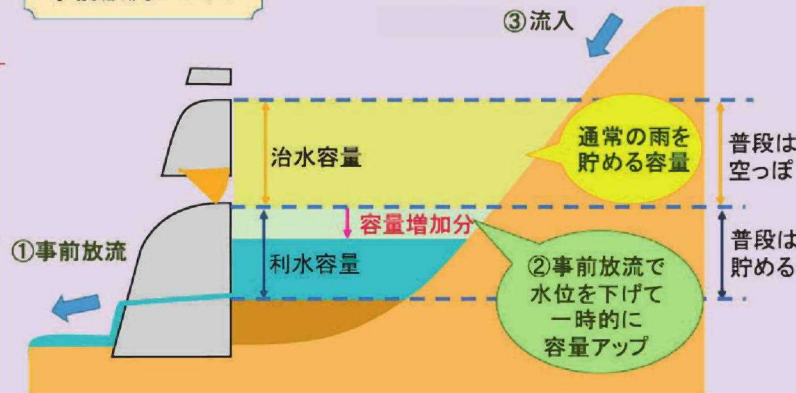 ③流入
治水容量
通常の雨を
貯める容量
普段は
空っぽ
容量増加分
①事前放流
利水容量
②事前放流で
水位を下げて
一時的に
容量アップ
普段は
貯める